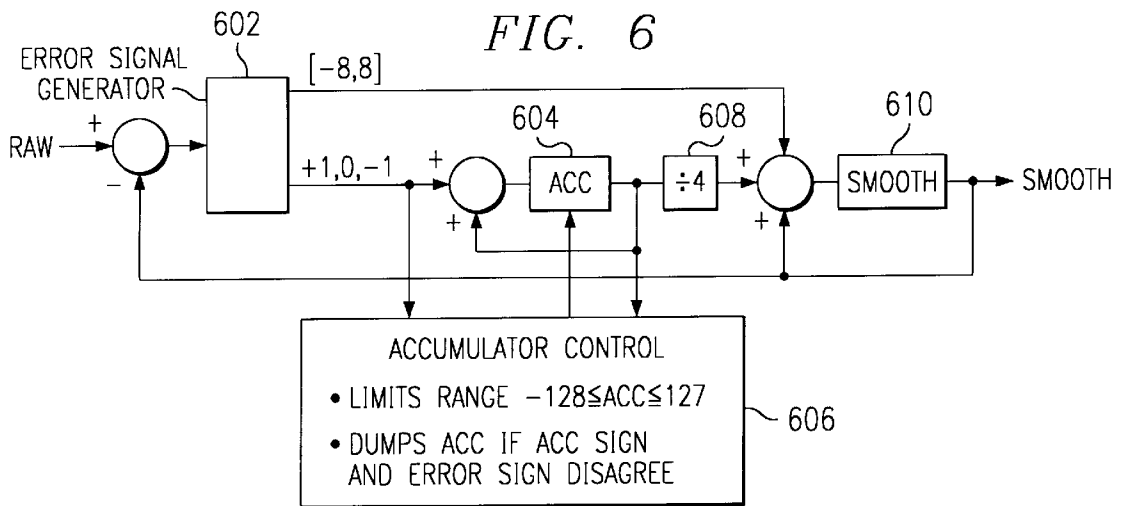 FIG. 6
602
ERROR SIGNAL
GENERATOR
[-8,8]
RAW
+
-
+1,0,-1
+
+
604
ACC
608
÷4
+
+
610
SMOOTH
SMOOTH
ACCUMULATOR CONTROL
• LIMITS RANGE -128≦ACC≦127
• DUMPS ACC IF ACC SIGN
AND ERROR SIGN DISAGREE
606